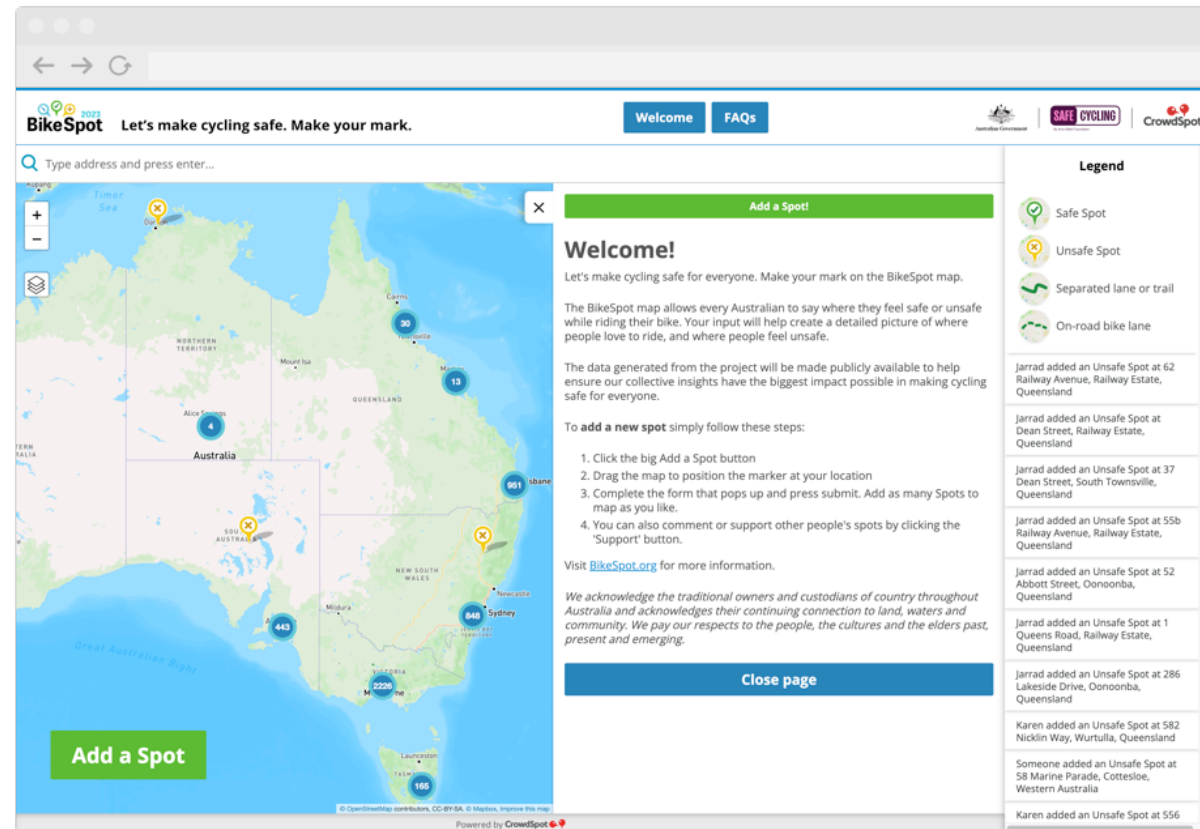 2023
BikeSpot
Let's make cycling safe. Make your mark.
Welcome
FAQs
Australian Government
SAFE CYCLING
CrowdSpot
Type address and press enter...
Kupang
Timor
Sea
+
−
Cairns
30
Townsville
NORTHERN
TERRITORY
Mount Isa
13
QUEENSLAND
Alice Springs
4
Australia
951
sbane
SOU
AUSTRALIA
NEW SOUTH
WALES
Newcastle
848
Sydney
TERRITORY
Mildura
443
Great Australian Bight
VICTORIA
2226
ne
Launceston
TASM
165
Add a Spot
© OpenStreetMap contributors, CC-BY-SA, © Mapbox, Improve this map
Add a Spot!
Welcome!
Let's make cycling safe for everyone. Make your mark on the BikeSpot map.
The BikeSpot map allows every Australian to say where they feel safe or unsafe
while riding their bike. Your input will help create a detailed picture of where
people love to ride, and where people feel unsafe.
The data generated from the project will be made publicly available to help
ensure our collective insights have the biggest impact possible in making cycling
safe for everyone.
To add a new spot simply follow these steps:
1. Click the big Add a Spot button
2. Drag the map to position the marker at your location
3. Complete the form that pops up and press submit. Add as many Spots to
map as you like.
4. You can also comment or support other people's spots by clicking the
'Support' button.
Visit BikeSpot.org for more information.
We acknowledge the traditional owners and custodians of country throughout
Australia and acknowledges their continuing connection to land, waters and
community. We pay our respects to the people, the cultures and the elders past,
present and emerging.
Close page
Legend
Safe Spot
Unsafe Spot
Separated lane or trail
On-road bike lane
Jarrad added an Unsafe Spot at 62
Railway Avenue, Railway Estate,
Queensland
Jarrad added an Unsafe Spot at
Dean Street, Railway Estate,
Queensland
Jarrad added an Unsafe Spot at 37
Dean Street, South Townsville,
Queensland
Jarrad added an Unsafe Spot at 55b
Railway Avenue, Railway Estate,
Queensland
Jarrad added an Unsafe Spot at 52
Abbott Street, Oonoonba,
Queensland
Jarrad added an Unsafe Spot at 1
Queens Road, Railway Estate,
Queensland
Jarrad added an Unsafe Spot at 286
Lakeside Drive, Oonoonba,
Queensland
Karen added an Unsafe Spot at 582
Nicklin Way, Wurtulla, Queensland
Someone added an Unsafe Spot at
58 Marine Parade, Cottesloe,
Western Australia
Karen added an Unsafe Spot at 556
Powered by CrowdSpot